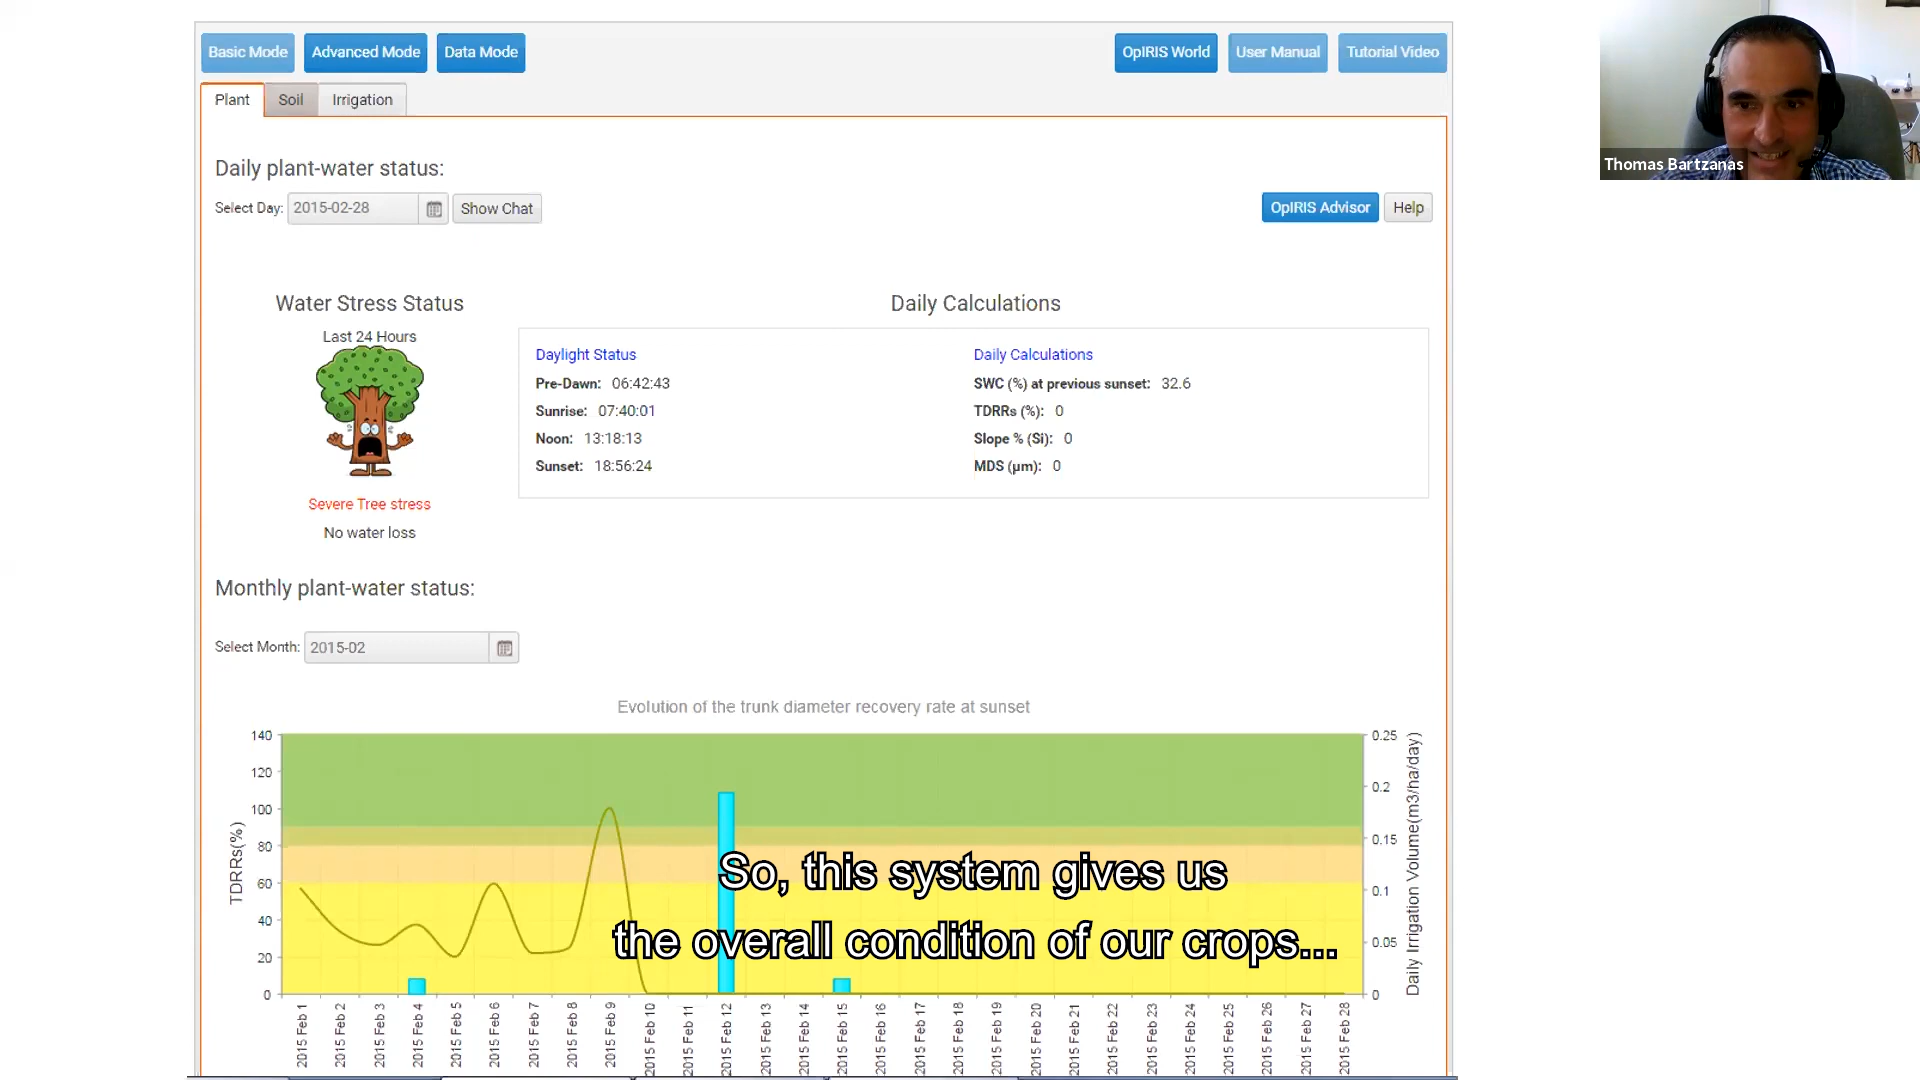 Basic Mode Advanced Mode Data Mode OpIRIS World User Manual Tutorial Video
Plant Soil Irrigation
Thomas Bartzanas
Daily plant-water status:
Select Day: 2015-02-28 Show Chat OpIRIS Advisor Help
Water Stress Status
Last 24 Hours
Severe Tree stress
No water loss
Daily Calculations
Daylight Status
Pre-Dawn: 06:42:43
Sunrise: 07:40:01
Noon: 13:18:13
Sunset: 18:56:24
Daily Calculations
SWC (%) at previous sunset: 32.6
TDRRs (%): 0
Slope % (Si): 0
MDS (µm): 0
Monthly plant-water status:
Select Month: 2015-02
Evolution of the trunk diameter recovery rate at sunset
TDRRs(%)
140
120
100
80
60
40
20
0
0.25
0.2
0.15
0.1
0.05
0
Daily Irrigation Volume(m3/ha/day)
So, this system gives us
the overall condition of our crops...
2015 Feb 1
2015 Feb 2
2015 Feb 3
2015 Feb 4
2015 Feb 5
2015 Feb 6
2015 Feb 7
2015 Feb 8
2015 Feb 9
2015 Feb 10
2015 Feb 11
2015 Feb 12
2015 Feb 13
2015 Feb 14
2015 Feb 15
2015 Feb 16
2015 Feb 17
2015 Feb 18
2015 Feb 19
2015 Feb 20
2015 Feb 21
2015 Feb 22
2015 Feb 23
2015 Feb 24
2015 Feb 25
2015 Feb 26
2015 Feb 27
2015 Feb 28